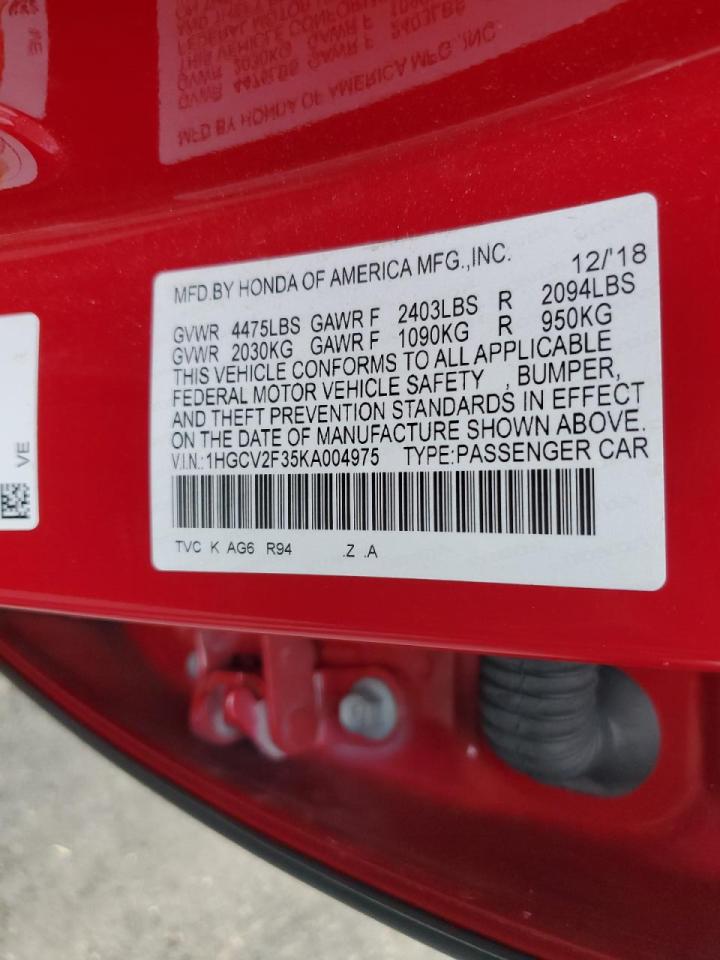 MFD.BY HONDA OF AMERICA MFG.,INC. 12/'18
GVWR 4475LBS GAWR F 2403LBS R 2094LBS
GVWR 2030KG GAWR F 1090KG R 950KG
THIS VEHICLE CONFORMS TO ALL APPLICABLE
FEDERAL MOTOR VEHICLE SAFETY , BUMPER,
AND THEFT PREVENTION STANDARDS IN EFFECT
ON THE DATE OF MANUFACTURE SHOWN ABOVE.
V.I.N.:1HGCV2F35KA004975 TYPE:PASSENGER CAR
TVC K AG6 R94 .Z .A
VE